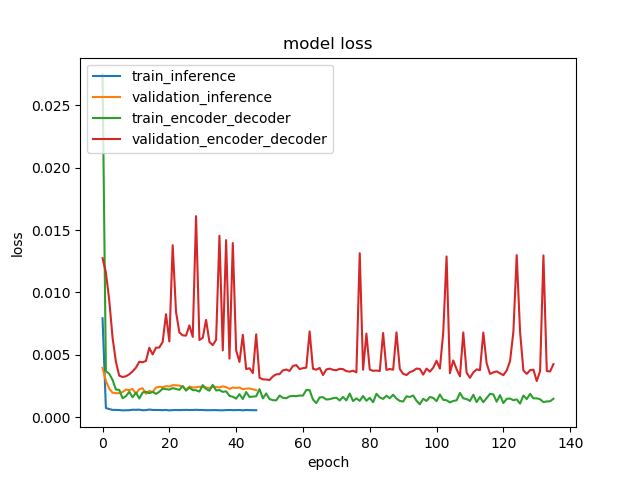 model loss
train_inference
validation_inference
train_encoder_decoder
validation_encoder_decoder
loss
0.025
0.020
0.015
0.010
0.005
0.000
0 20 40 60 80 100 120 140
epoch